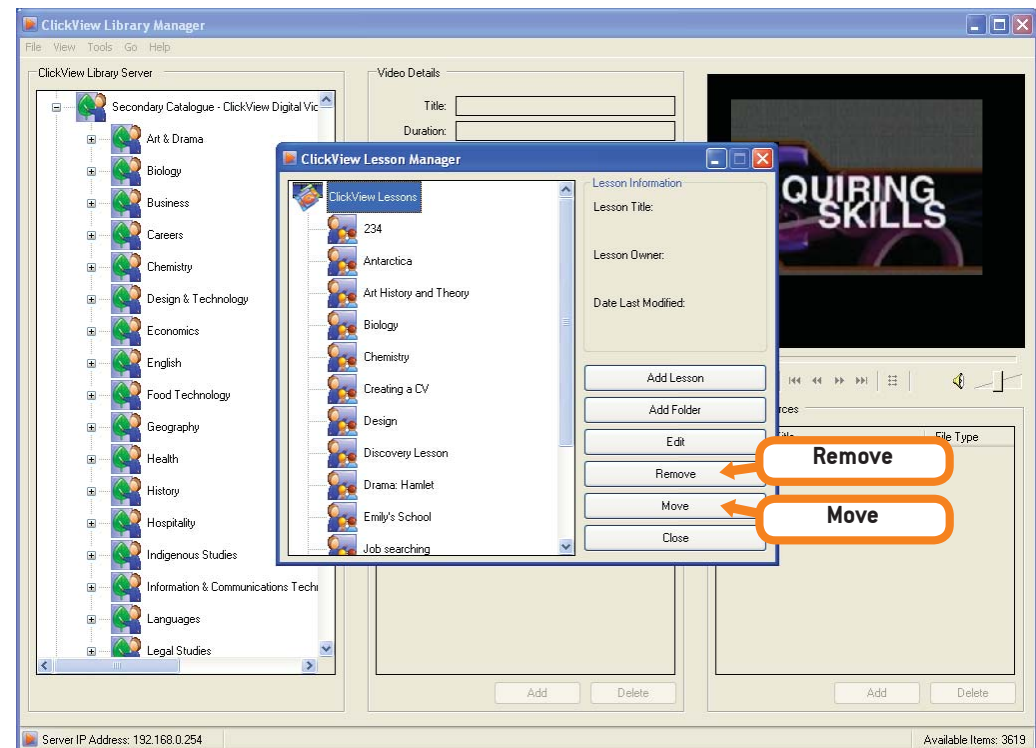 ClickView Library Manager
File View Tools Go Help
ClickView Library Server
Secondary Catalogue - ClickView Digital Vic
Art & Drama
Biology
Business
Careers
Chemistry
Design & Technology
Economics
English
Food Technology
Geography
Health
History
Hospitality
Indigenous Studies
Information & Communications Techr
Languages
Legal Studies
Video Details
Title:
Duration:
QUIRING
SKILLS
ClickView Lesson Manager
ClickView Lessons
234
Antarctica
Art History and Theory
Biology
Chemistry
Creating a CV
Design
Discovery Lesson
Drama: Hamlet
Emily's School
Job searching
Lesson Information
Lesson Title:
Lesson Owner:
Date Last Modified:
Add Lesson
Add Folder
Edit
Remove
Move
Close
Remove
Move
rces
File Type
Add Delete
Add Delete
Server IP Address: 192.168.0.254
Available Items: 3619